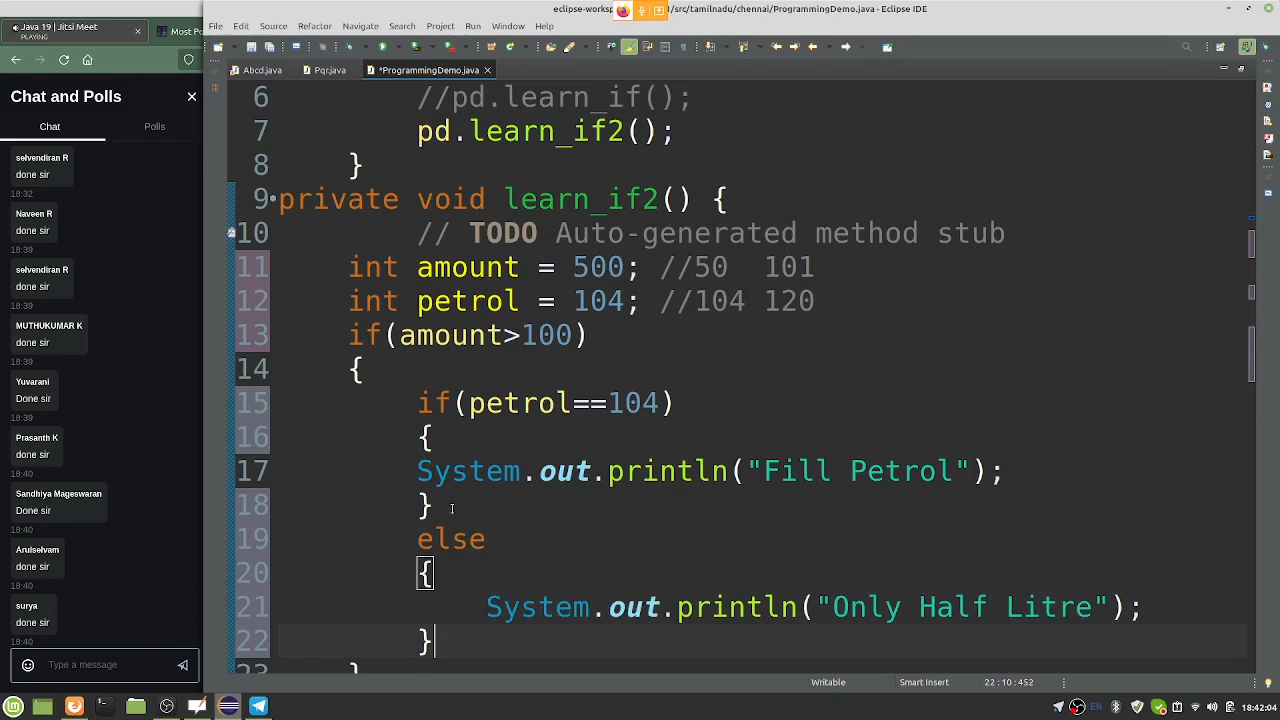 eclipse-worksp /src/tamilnadu/chennai/ProgrammingDemo.java - Eclipse IDE
Java 19 | Jitsi Meet
PLAYING
Most Po
File Edit Source Refactor Navigate Search Project Run Window Help
Abcd.java Pqr.java *ProgrammingDemo.java
Chat and Polls
Chat Polls
selvendiran R
done sir
18:32
Naveen R
done sir
18:39
selvendiran R
done sir
18:39
MUTHUKUMAR K
done sir
18:39
Yuvarani
Done sir
18:39
Presanth K
done sir
18:40
Sandhiya Mageswaran
Done sir
18:40
Arulselvam
done sir
18:40
surya
done sir
18:40
Type a message
6 //pd.learn_if();
7 pd.learn_if2();
8 }
9 private void learn_if2() {
10 // TODO Auto-generated method stub
11 int amount = 500; //50 101
12 int petrol = 104; //104 120
13 if(amount>100)
14 {
15 if(petrol==104)
16 {
17 System.out.println("Fill Petrol");
18 }
19 else
20 {
21 System.out.println("Only Half Litre");
22 }
23 }
Writable Smart Insert 22 : 10 : 452
EN 18:42:04